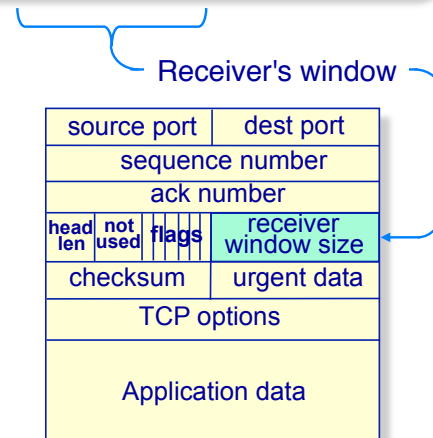 Receiver's window
source port dest port
sequence number
ack number
head len not used flags receiver window size
checksum urgent data
TCP options
Application data